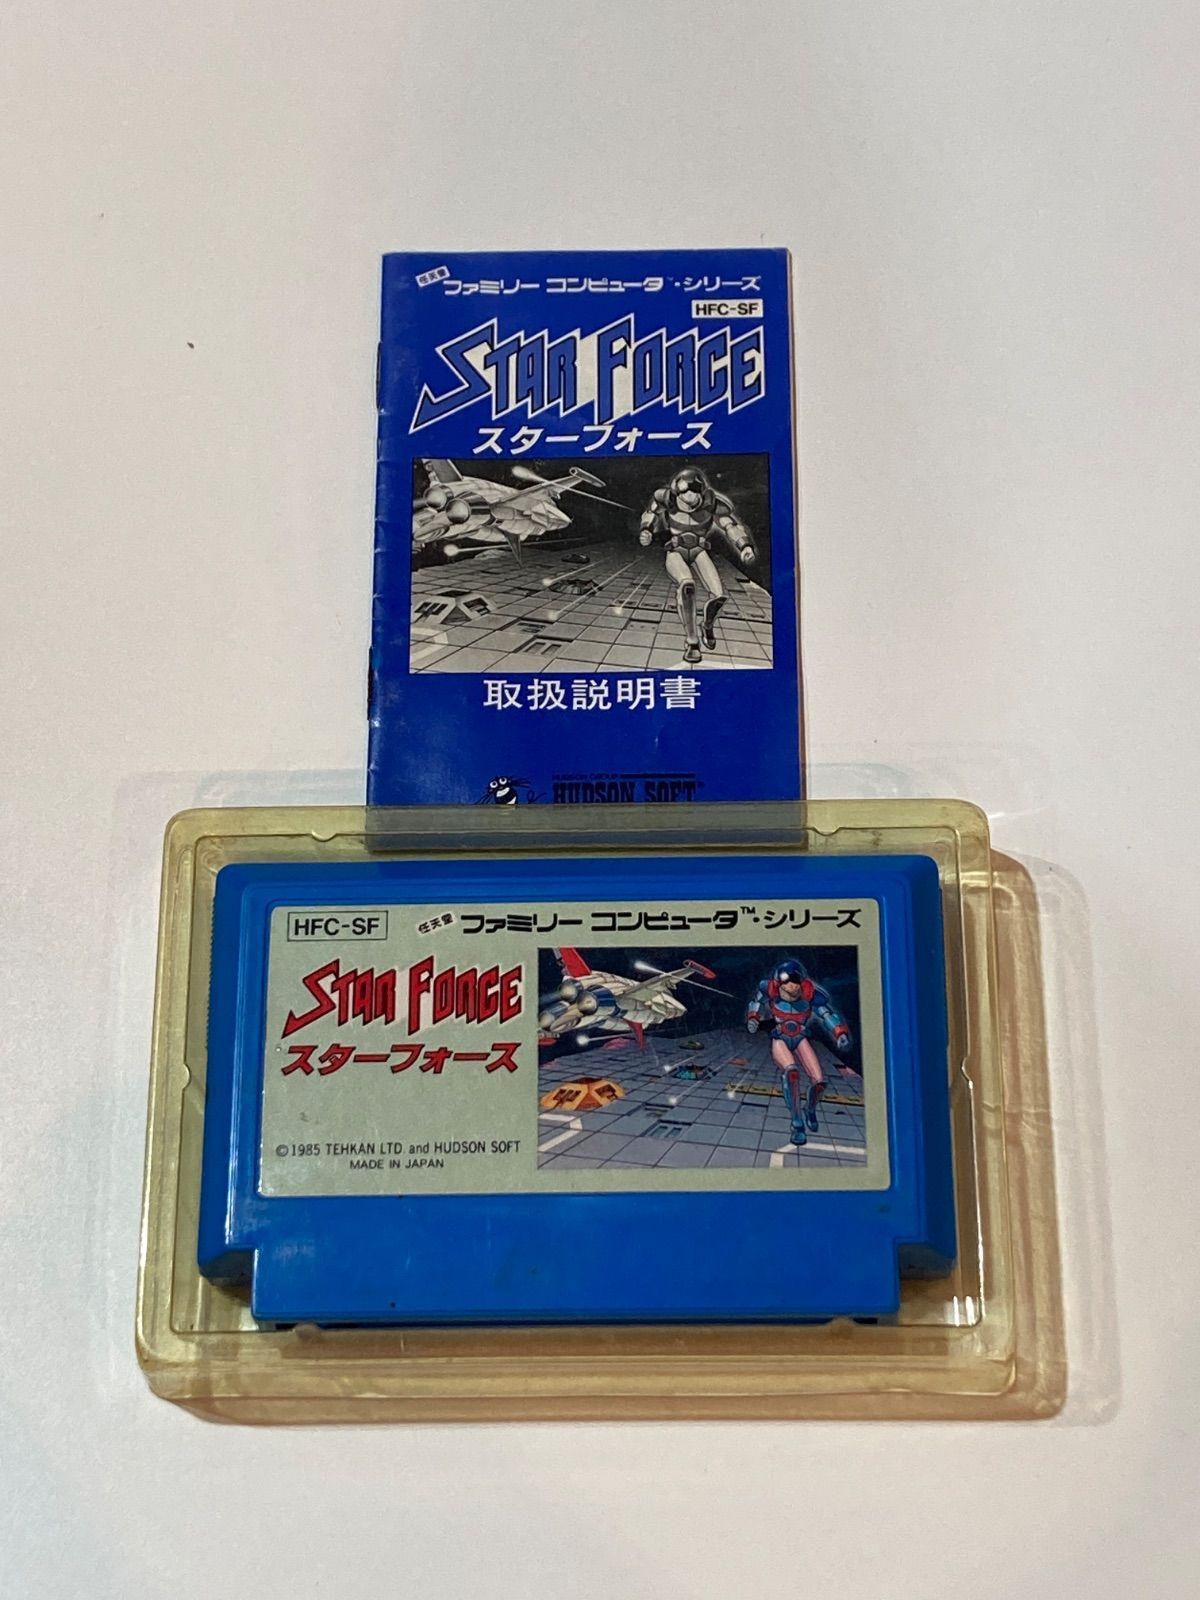 任天堂 ファミリー コンピュータ™・シリーズ
HFC-SF
STAR FORCE
スターフォース
取扱説明書
HUDSON GROUP
HUDSON SOFT™
HFC-SF
任天堂 ファミリー コンピュータ™・シリーズ
STAR FORCE
スターフォース
©1985 TEHKAN LTD. and HUDSON SOFT
MADE IN JAPAN